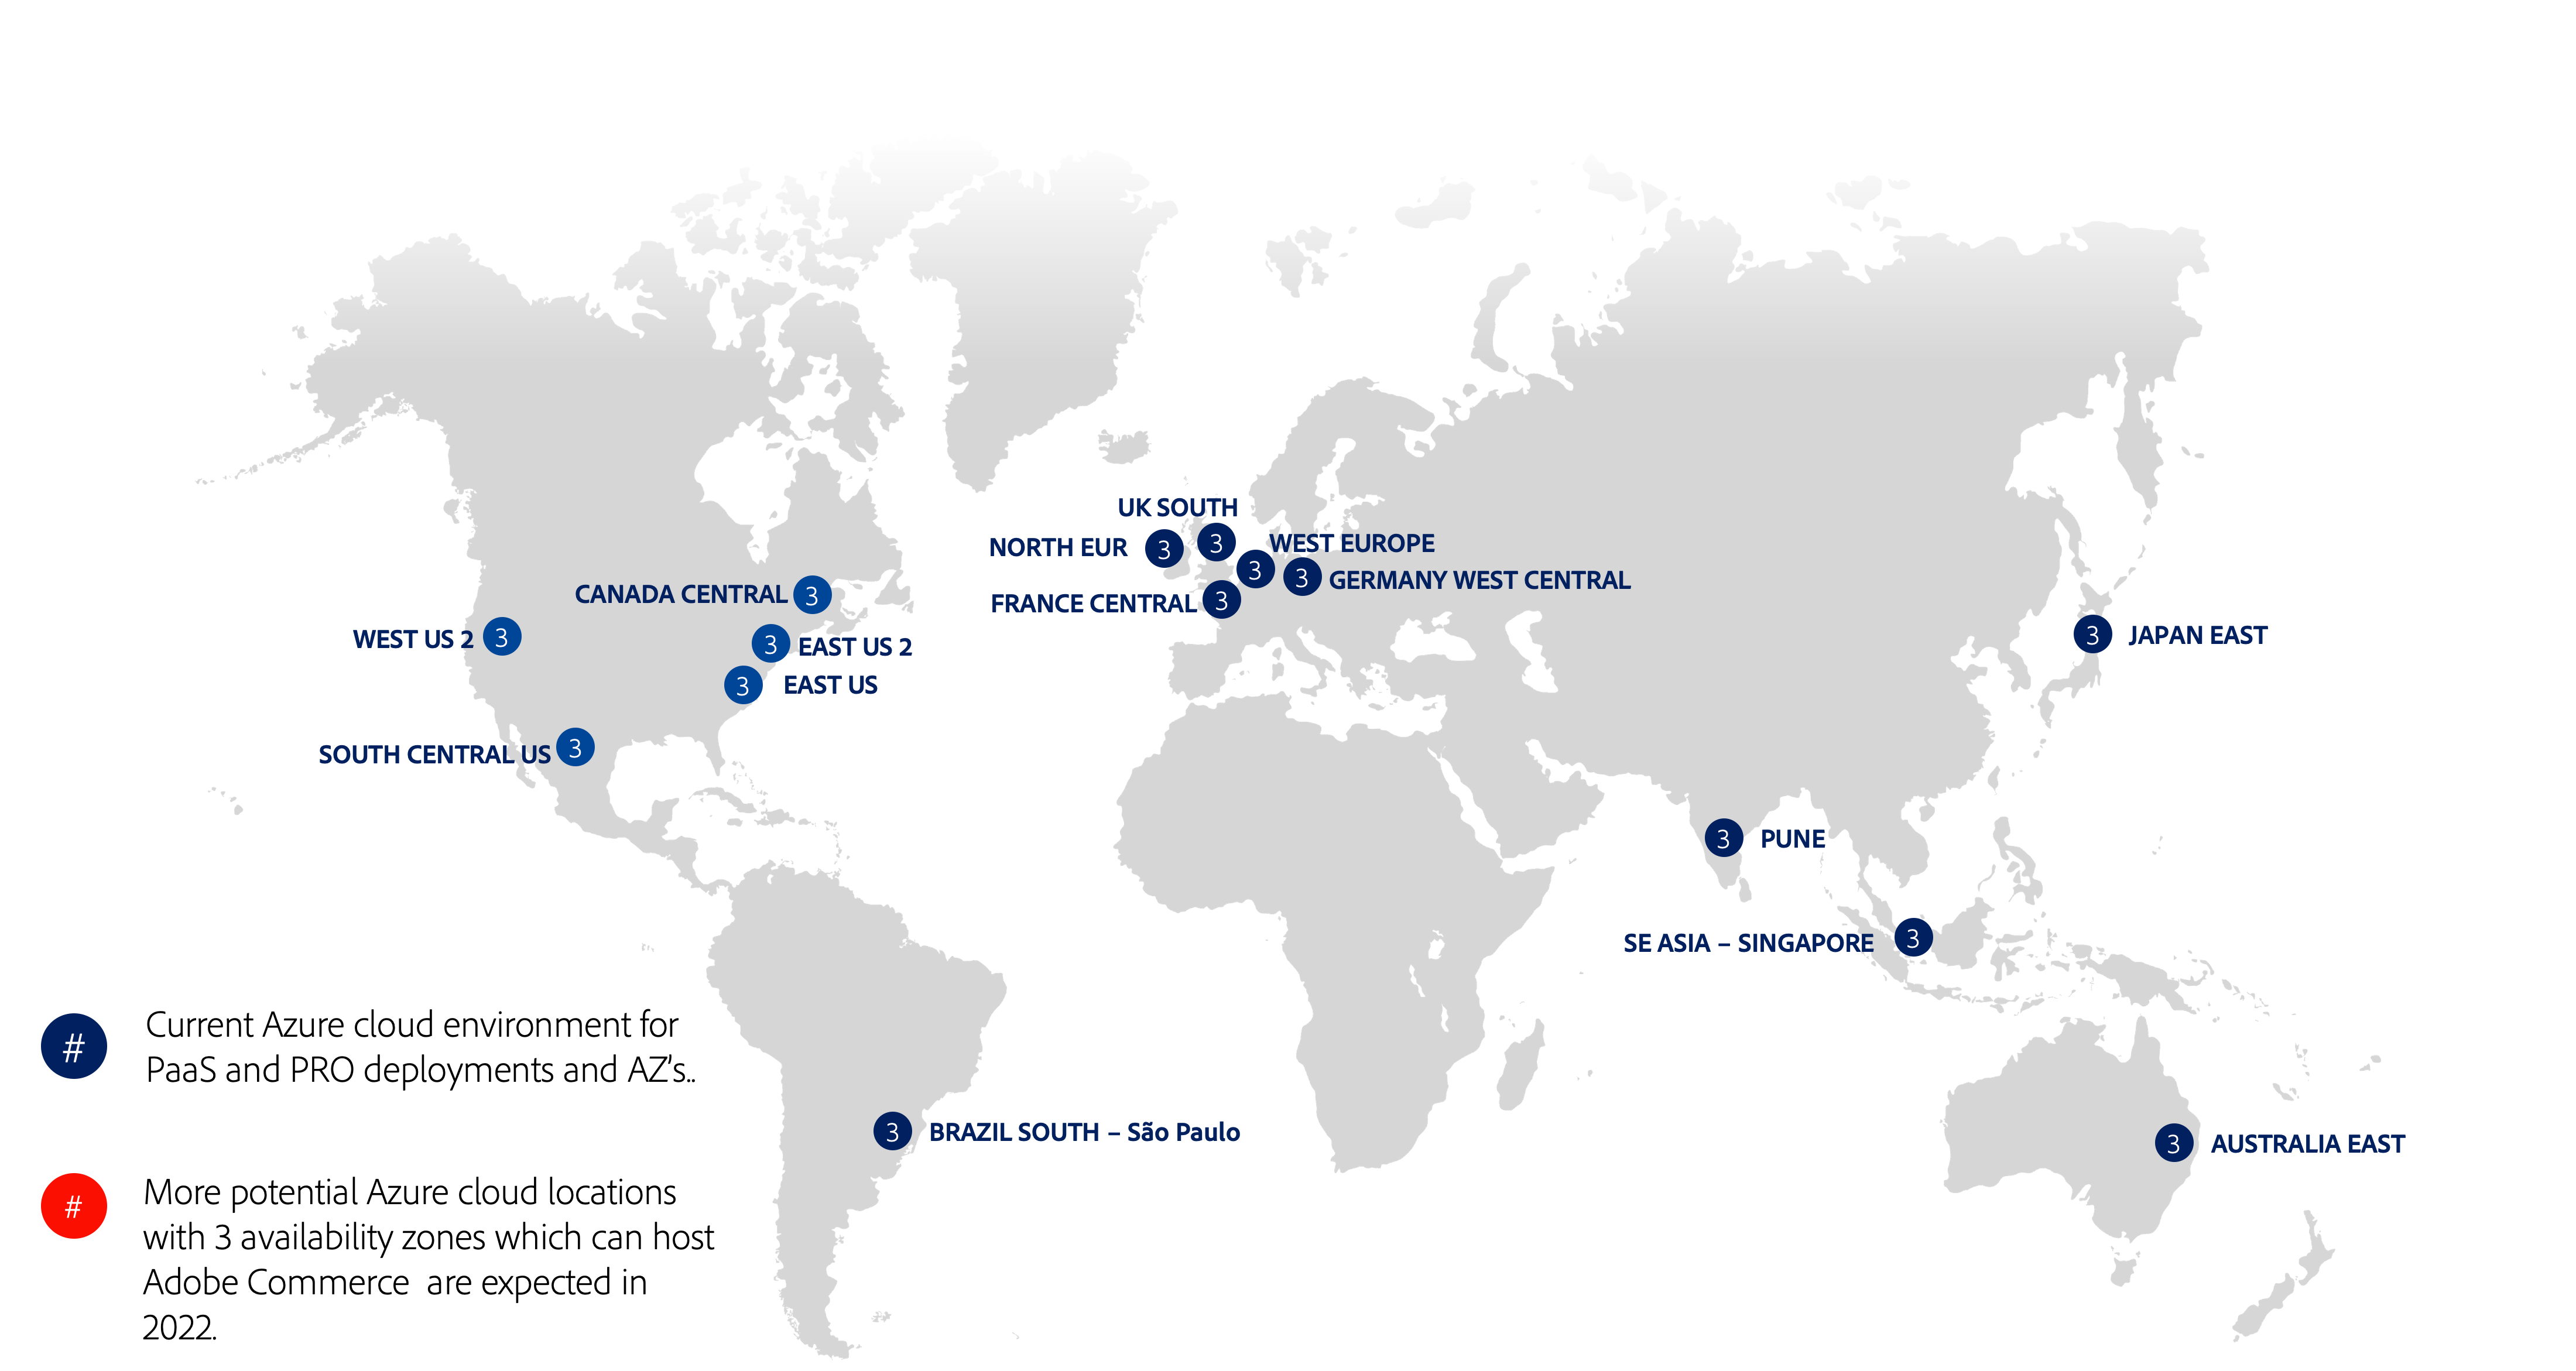 UK SOUTH
3
NORTH EUR 3
WEST EUROPE
3
3 GERMANY WEST CENTRAL
FRANCE CENTRAL 3
CANADA CENTRAL 3
WEST US 2 3
3 EAST US 2
3 EAST US
SOUTH CENTRAL US 3
3 JAPAN EAST
3 PUNE
SE ASIA – SINGAPORE 3
BRAZIL SOUTH – São Paulo
3
3 AUSTRALIA EAST
#
Current Azure cloud environment for
PaaS and PRO deployments and AZ's..
#
More potential Azure cloud locations
with 3 availability zones which can host
Adobe Commerce  are expected in
2022.